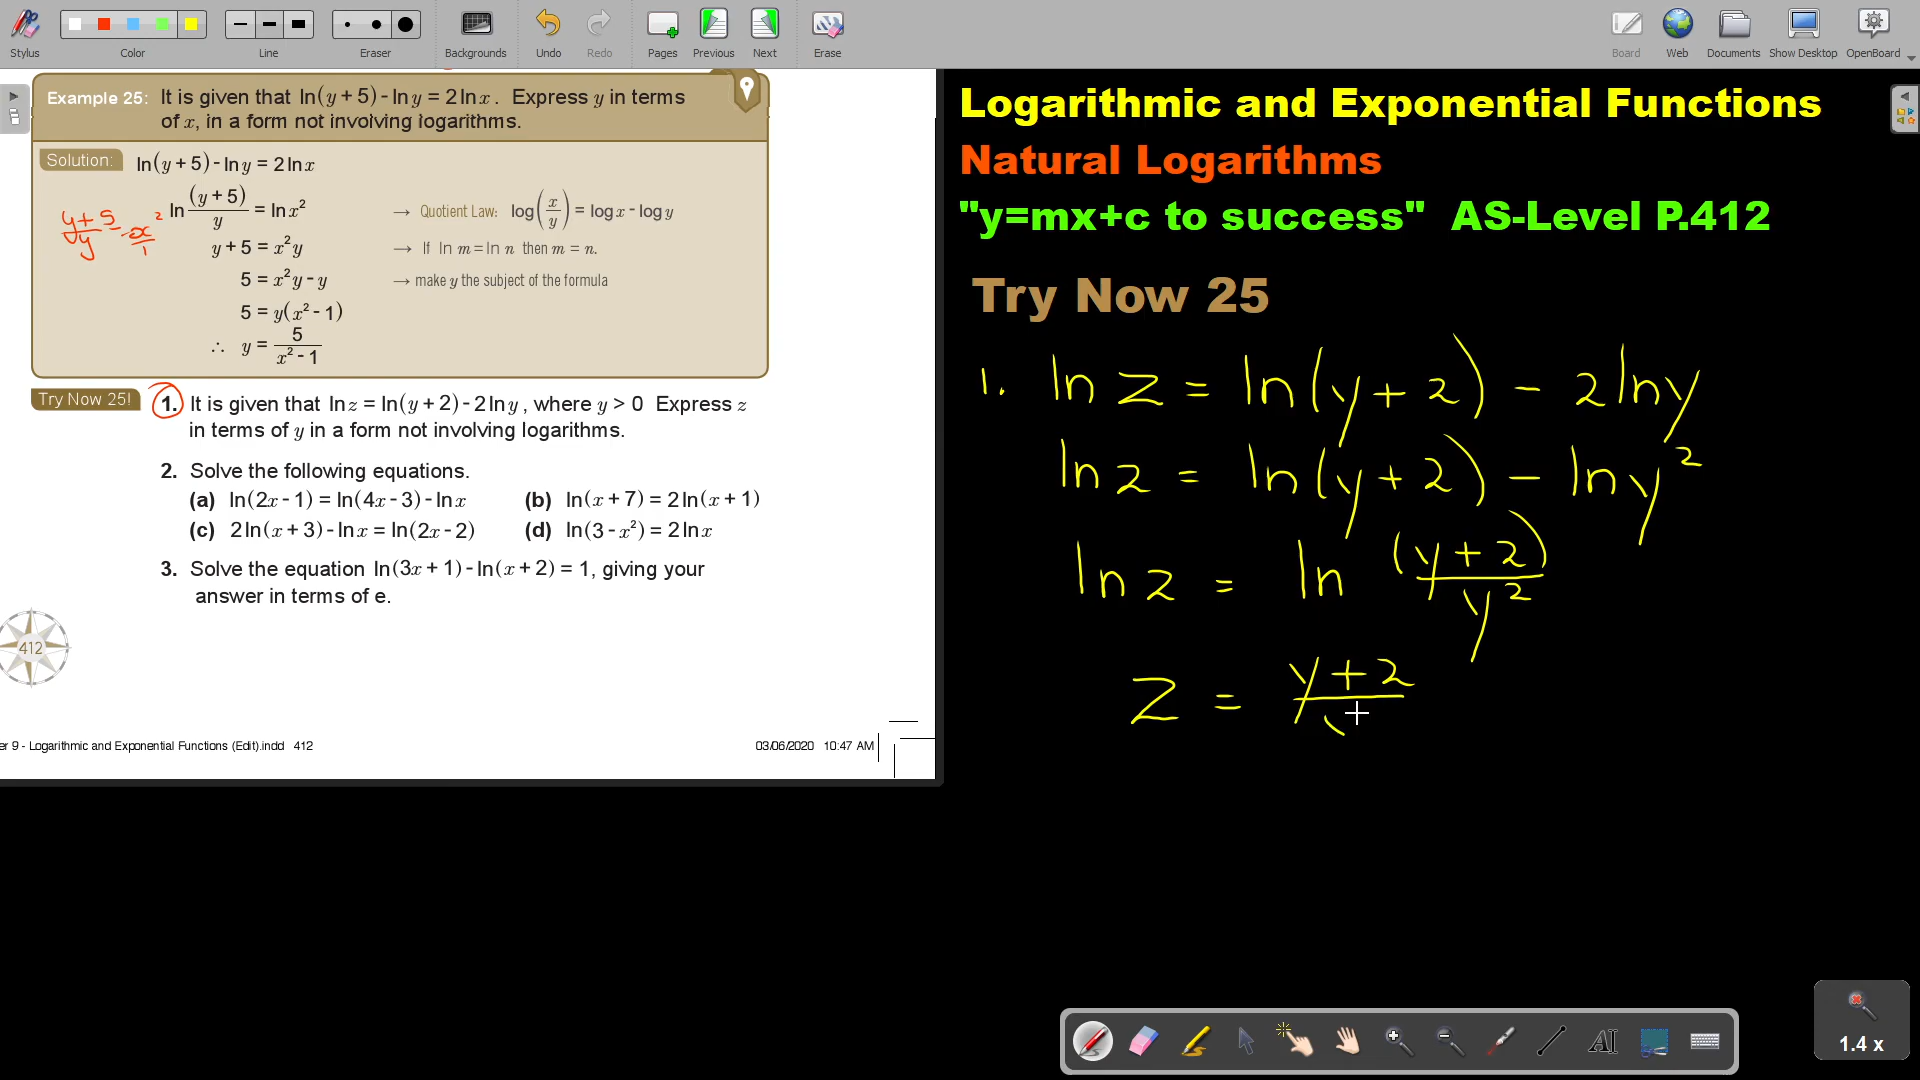 Stylus
Color
Line
Eraser
Backgrounds
Undo
Redo
Pages
Previous
Next
Erase
Board
Web
Documents
Show Desktop
OpenBoard
Example 25: It is given that ln(y + 5) - ln y = 2 ln x. Express y in terms
of x, in a form not involving logarithms.
Solution: ln(y + 5) - ln y = 2 ln x
ln (y + 5)/y = ln x² → Quotient Law: log(x/y) = log x - log y
y + 5 = x²y → If ln m = ln n then m = n.
5 = x²y - y → make y the subject of the formula
5 = y(x² - 1)
∴ y = 5/(x² - 1)
(y + 5)/y = x²/1
Try Now 25! 1. It is given that ln z = ln(y + 2) - 2 ln y, where y > 0 Express z
in terms of y in a form not involving logarithms.
2. Solve the following equations.
(a) ln(2x - 1) = ln(4x - 3) - ln x (b) ln(x + 7) = 2 ln(x + 1)
(c) 2 ln(x + 3) - ln x = ln(2x - 2) (d) ln(3 - x²) = 2 ln x
3. Solve the equation ln(3x + 1) - ln(x + 2) = 1, giving your
answer in terms of e.
412
er 9 - Logarithmic and Exponential Functions (Edit).indd 412
03/06/2020 10:47 AM
Logarithmic and Exponential Functions
Natural Logarithms
"y=mx+c to success" AS-Level P.412
Try Now 25
1. ln z = ln(y + 2) - 2 ln y
ln z = ln(y + 2) - ln y²
ln z = ln (y + 2)/y²
z = y + 2
1.4 x